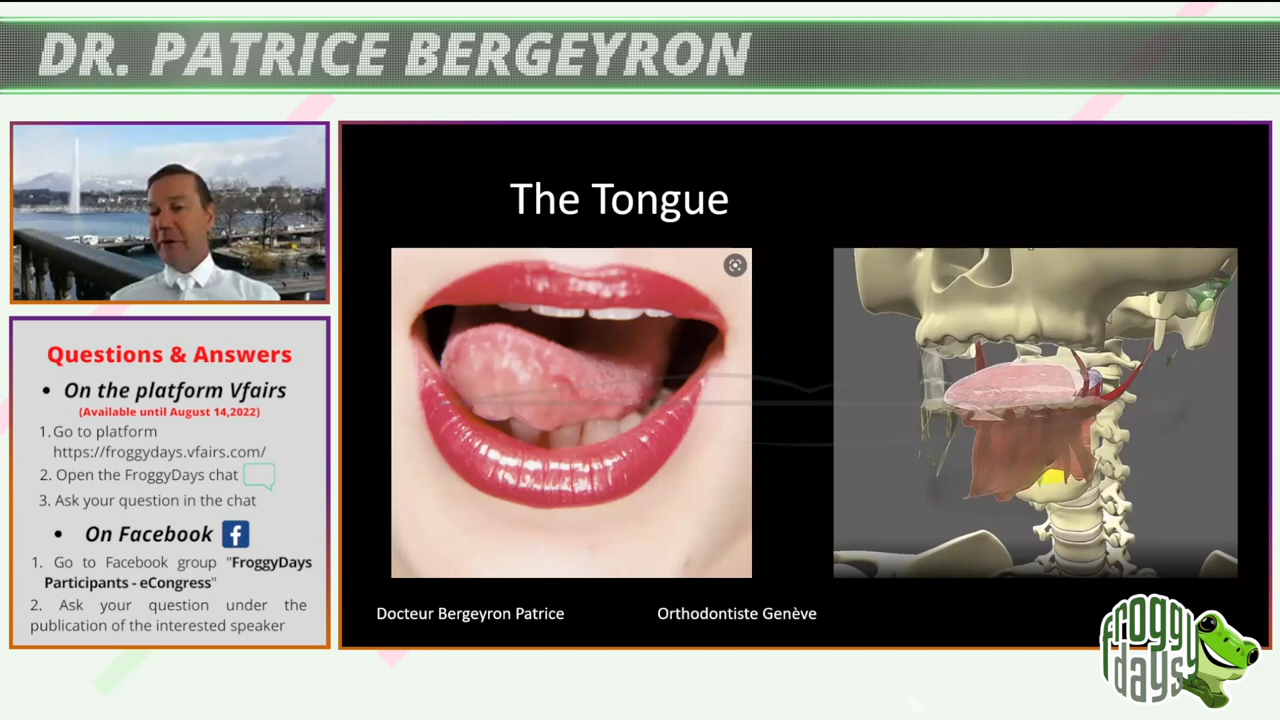 DR. PATRICE BERGEYRON
Questions & Answers
• On the platform Vfairs
(Available until August 14,2022)
1. Go to platform
https://froggydays.vfairs.com/
2. Open the FroggyDays chat
3. Ask your question in the chat
• On Facebook
1. Go to Facebook group "FroggyDays
Participants - eCongress"
2. Ask your question under the
publication of the interested speaker
The Tongue
Docteur Bergeyron Patrice
Orthodontiste Genève
froggy
days